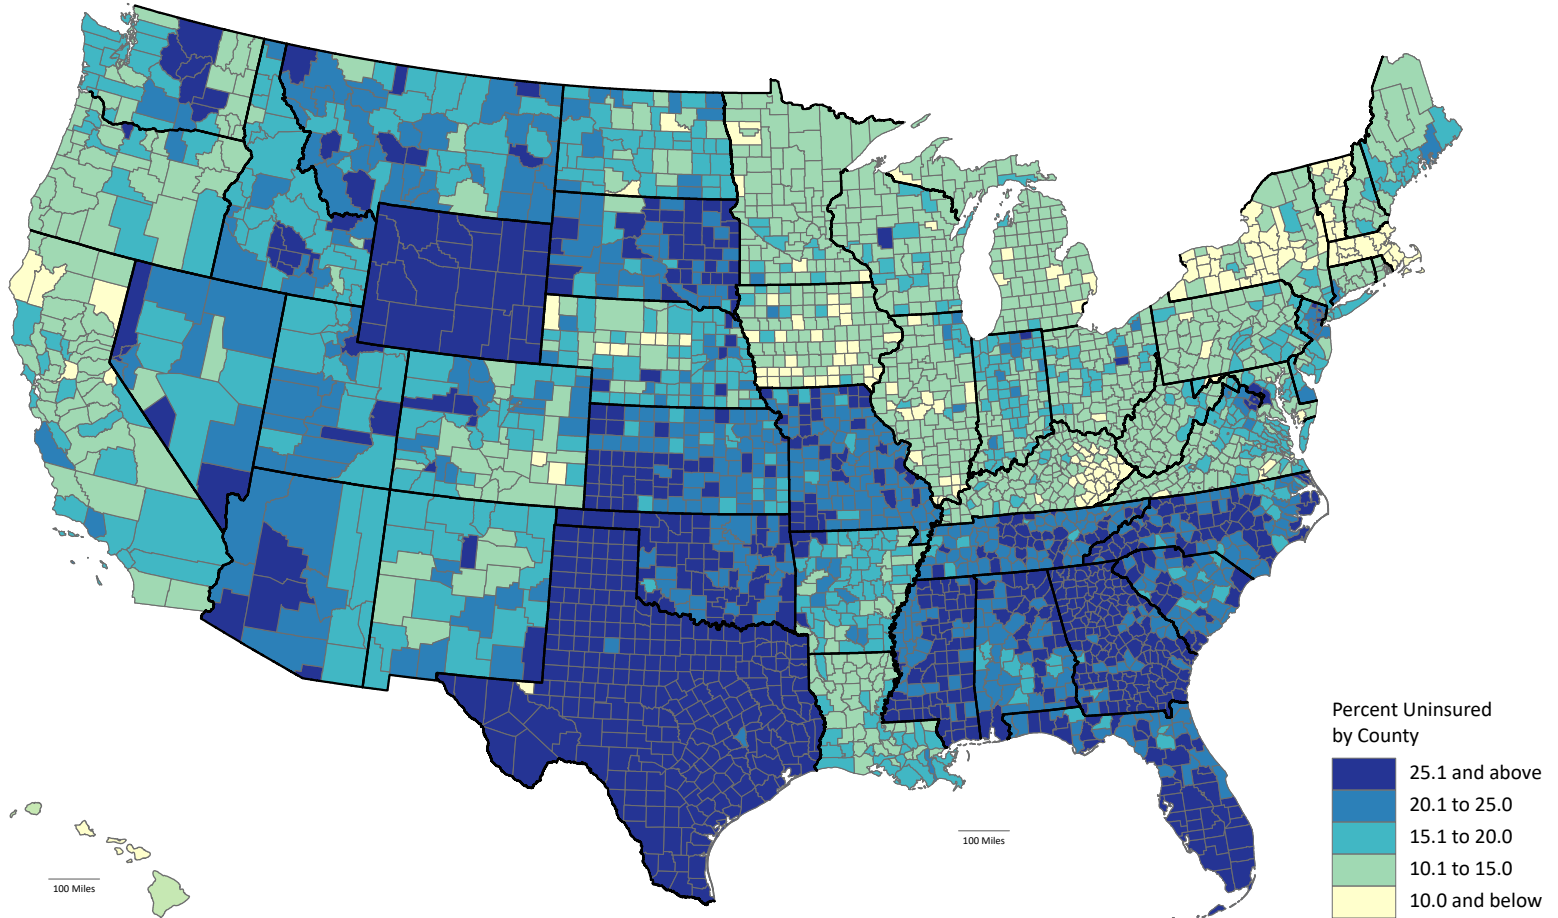 Percent Uninsured
by County
25.1 and above
20.1 to 25.0
15.1 to 20.0
10.1 to 15.0
10.0 and below
100 Miles
100 Miles